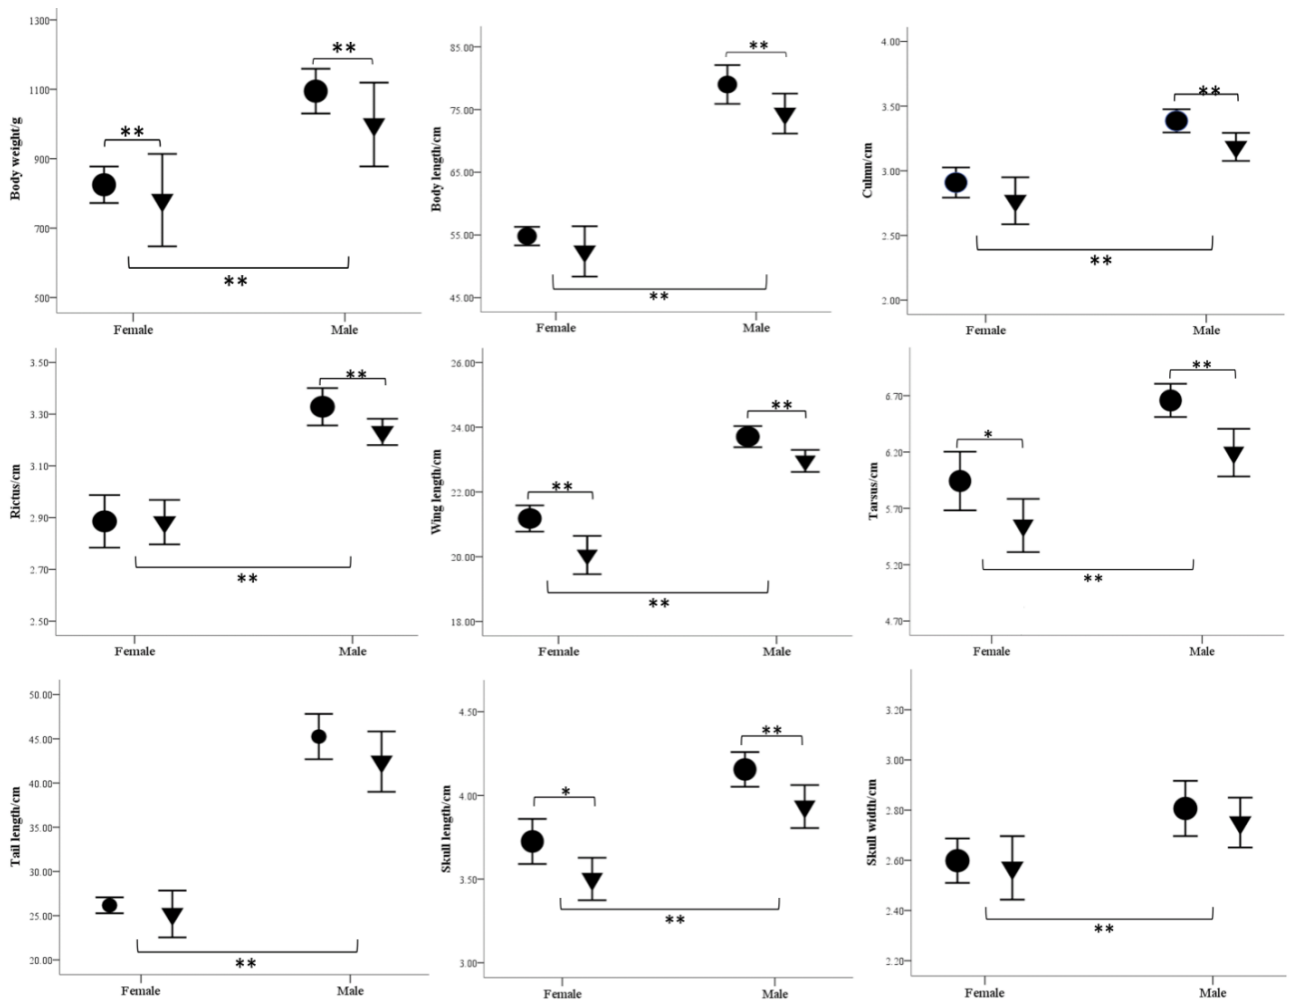 1300
1100
900
700
500
Body weight/g
**
**
**
Female
Male
85.00
75.00
65.00
55.00
45.00
Body length/cm
**
**
Female
Male
4.00
3.50
3.00
2.50
2.00
Culmn/cm
**
**
Female
Male
3.50
3.30
3.10
2.90
2.70
2.50
Rictus/cm
**
**
Female
Male
26.00
24.00
22.00
20.00
18.00
Wing length/cm
**
**
**
Female
Male
6.70
6.20
5.70
5.20
4.70
Tarsus/cm
*
**
**
Female
Male
50.00
45.00
40.00
35.00
30.00
25.00
20.00
Tail length/cm
**
Female
Male
4.50
4.00
3.50
3.00
Skull length/cm
*
**
**
Female
Male
3.20
3.00
2.80
2.60
2.40
2.20
Skull width/cm
**
Female
Male